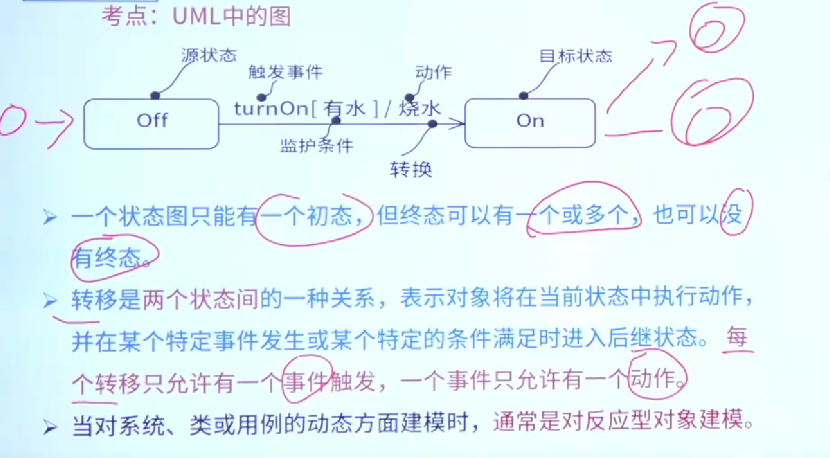 考点：UML中的图
源状态
目标状态
触发事件
动作
turnOn[ 有水 ] / 烧水
Off
On
监护条件
转换
➢ 一个状态图只能有一个初态，但终态可以有一个或多个，也可以没
有终态。
➢ 转移是两个状态间的一种关系，表示对象将在当前状态中执行动作，
并在某个特定事件发生或某个特定的条件满足时进入后继状态。每
个转移只允许有一个事件触发，一个事件只允许有一个动作。
➢ 当对系统、类或用例的动态方面建模时，通常是对反应型对象建模。